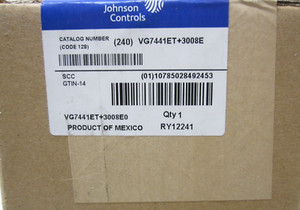 Johnson
Controls
CATALOG NUMBER
(CODE 128)
(240) VG7441ET+3008E
SCC
GTIN-14
(01)10785028492453
VG7441ET+3008E0
Qty 1
PRODUCT OF MEXICO
RY12241